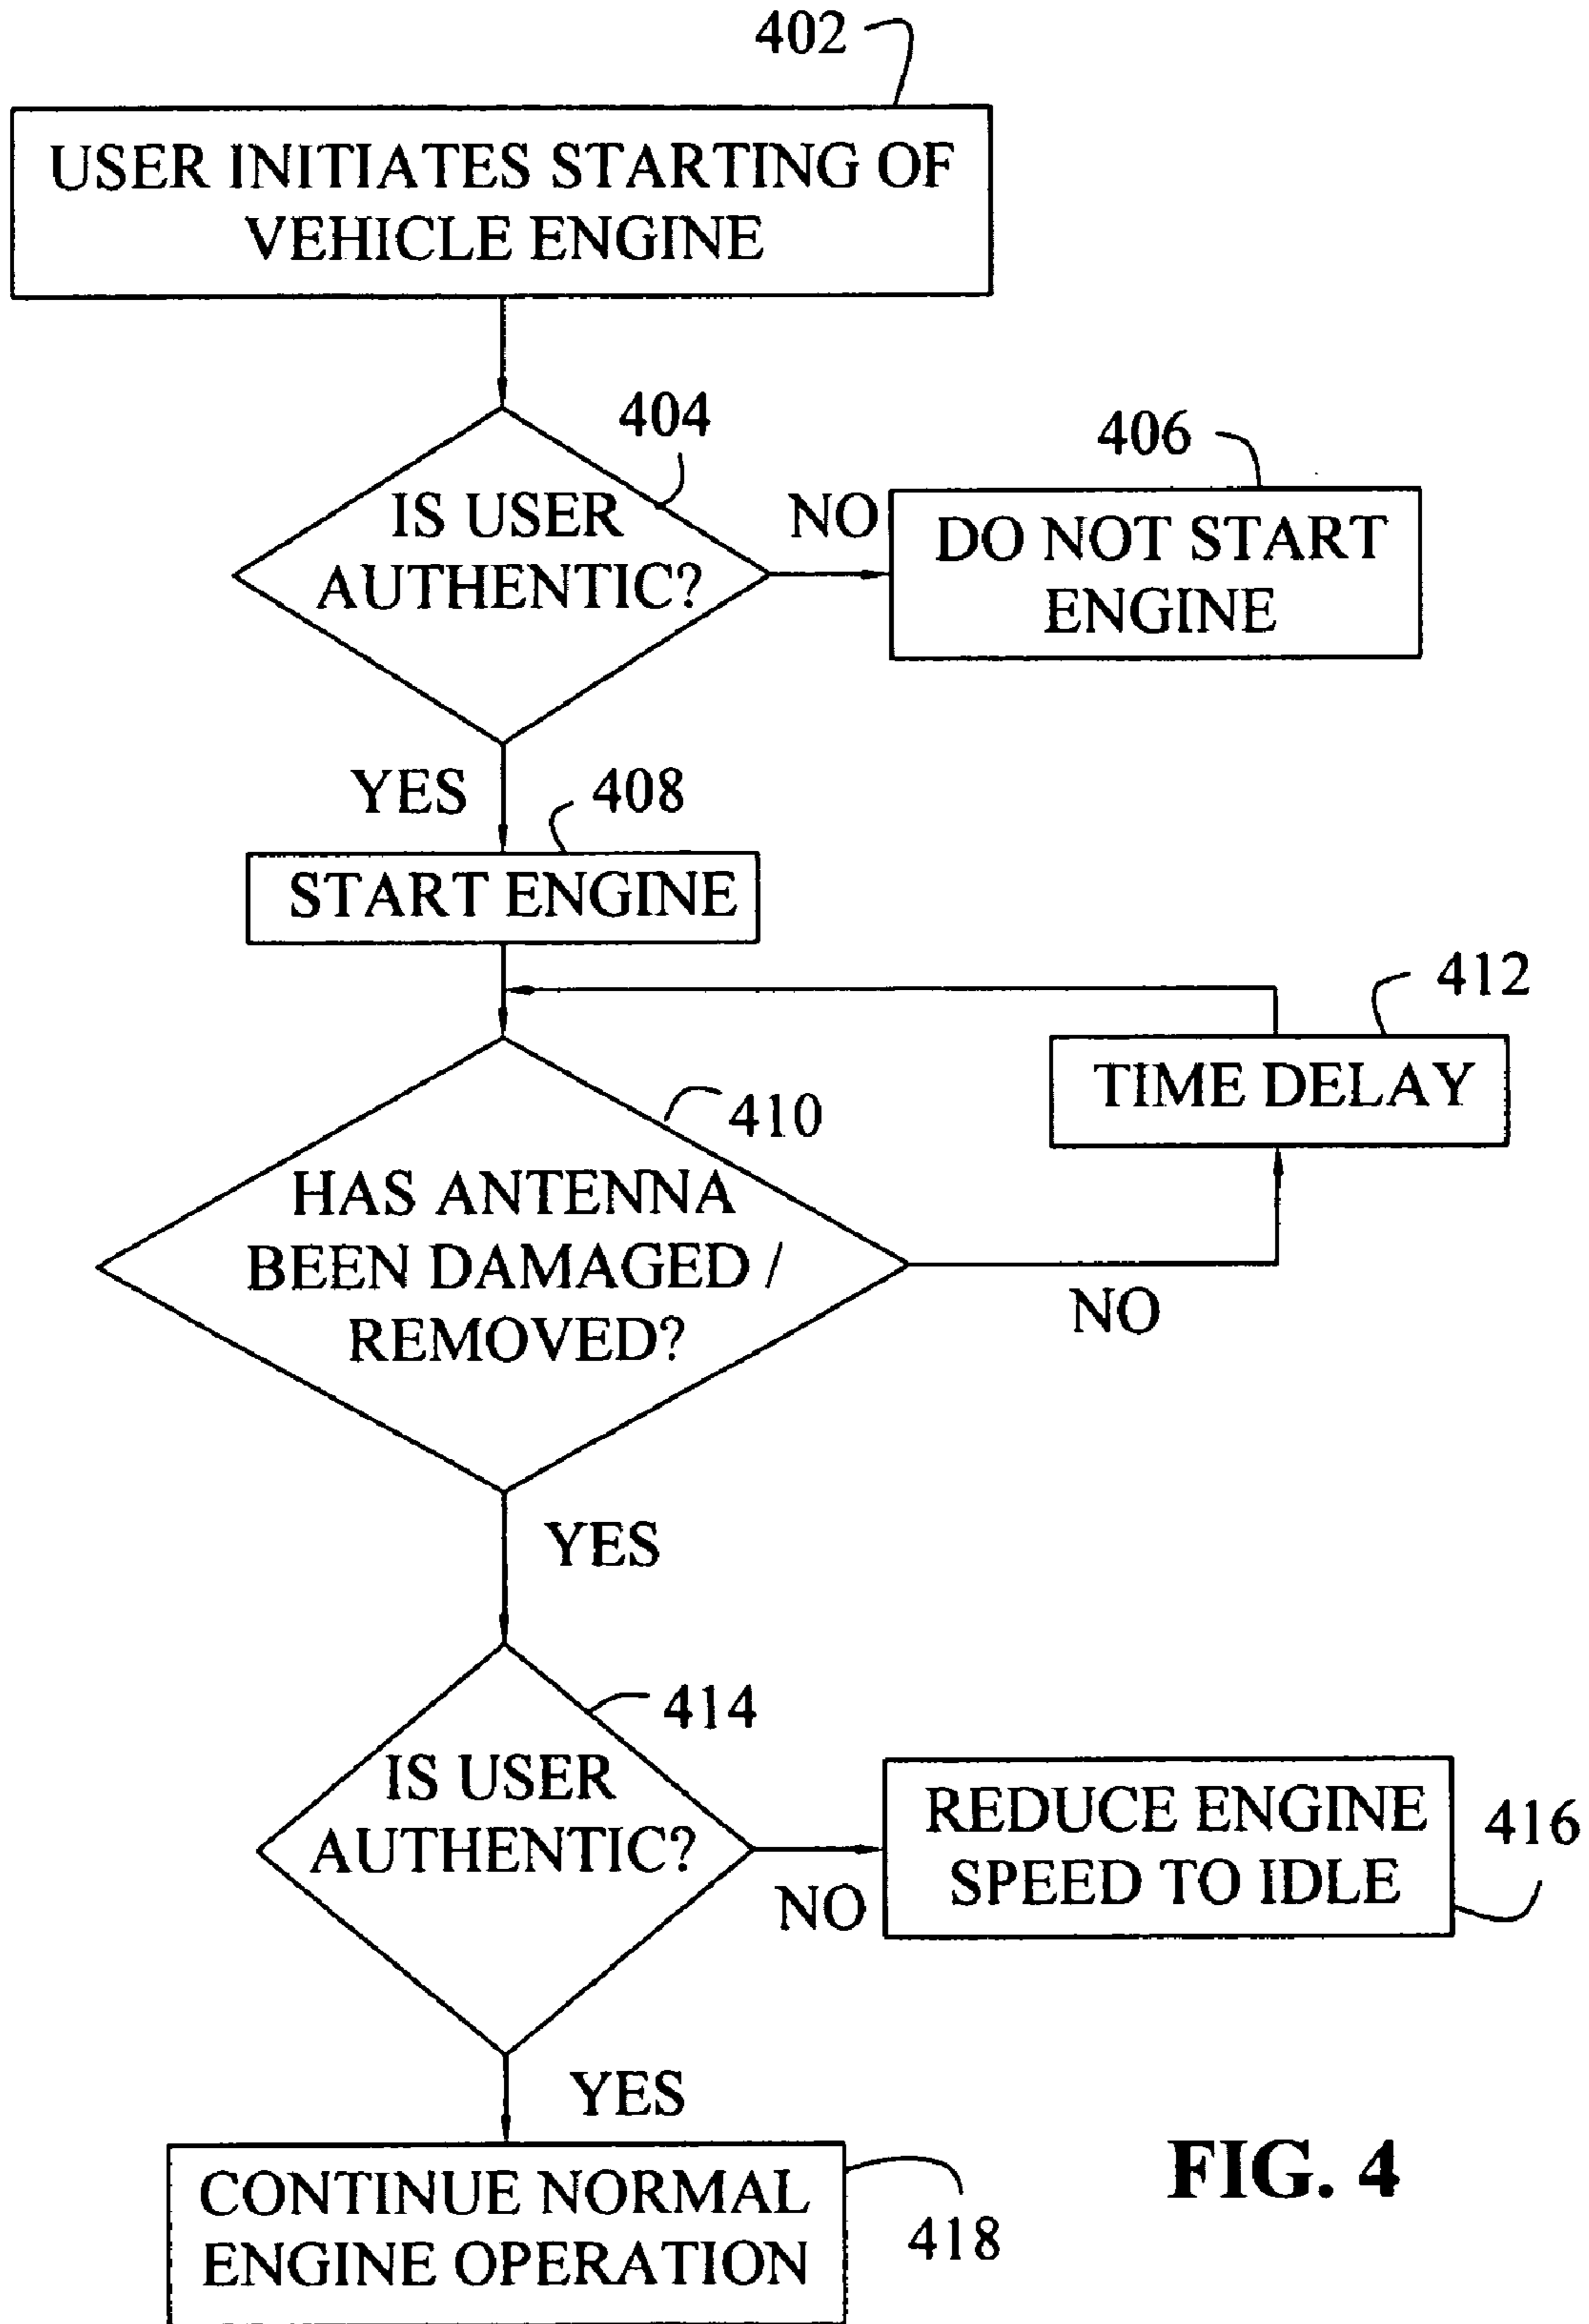 402
USER INITIATES STARTING OF
VEHICLE ENGINE
404
IS USER
AUTHENTIC?
NO
406
DO NOT START
ENGINE
YES
408
START ENGINE
412
TIME DELAY
410
HAS ANTENNA
BEEN DAMAGED /
REMOVED?
NO
YES
414
IS USER
AUTHENTIC?
NO
REDUCE ENGINE
SPEED TO IDLE
416
YES
CONTINUE NORMAL
ENGINE OPERATION
418
FIG. 4